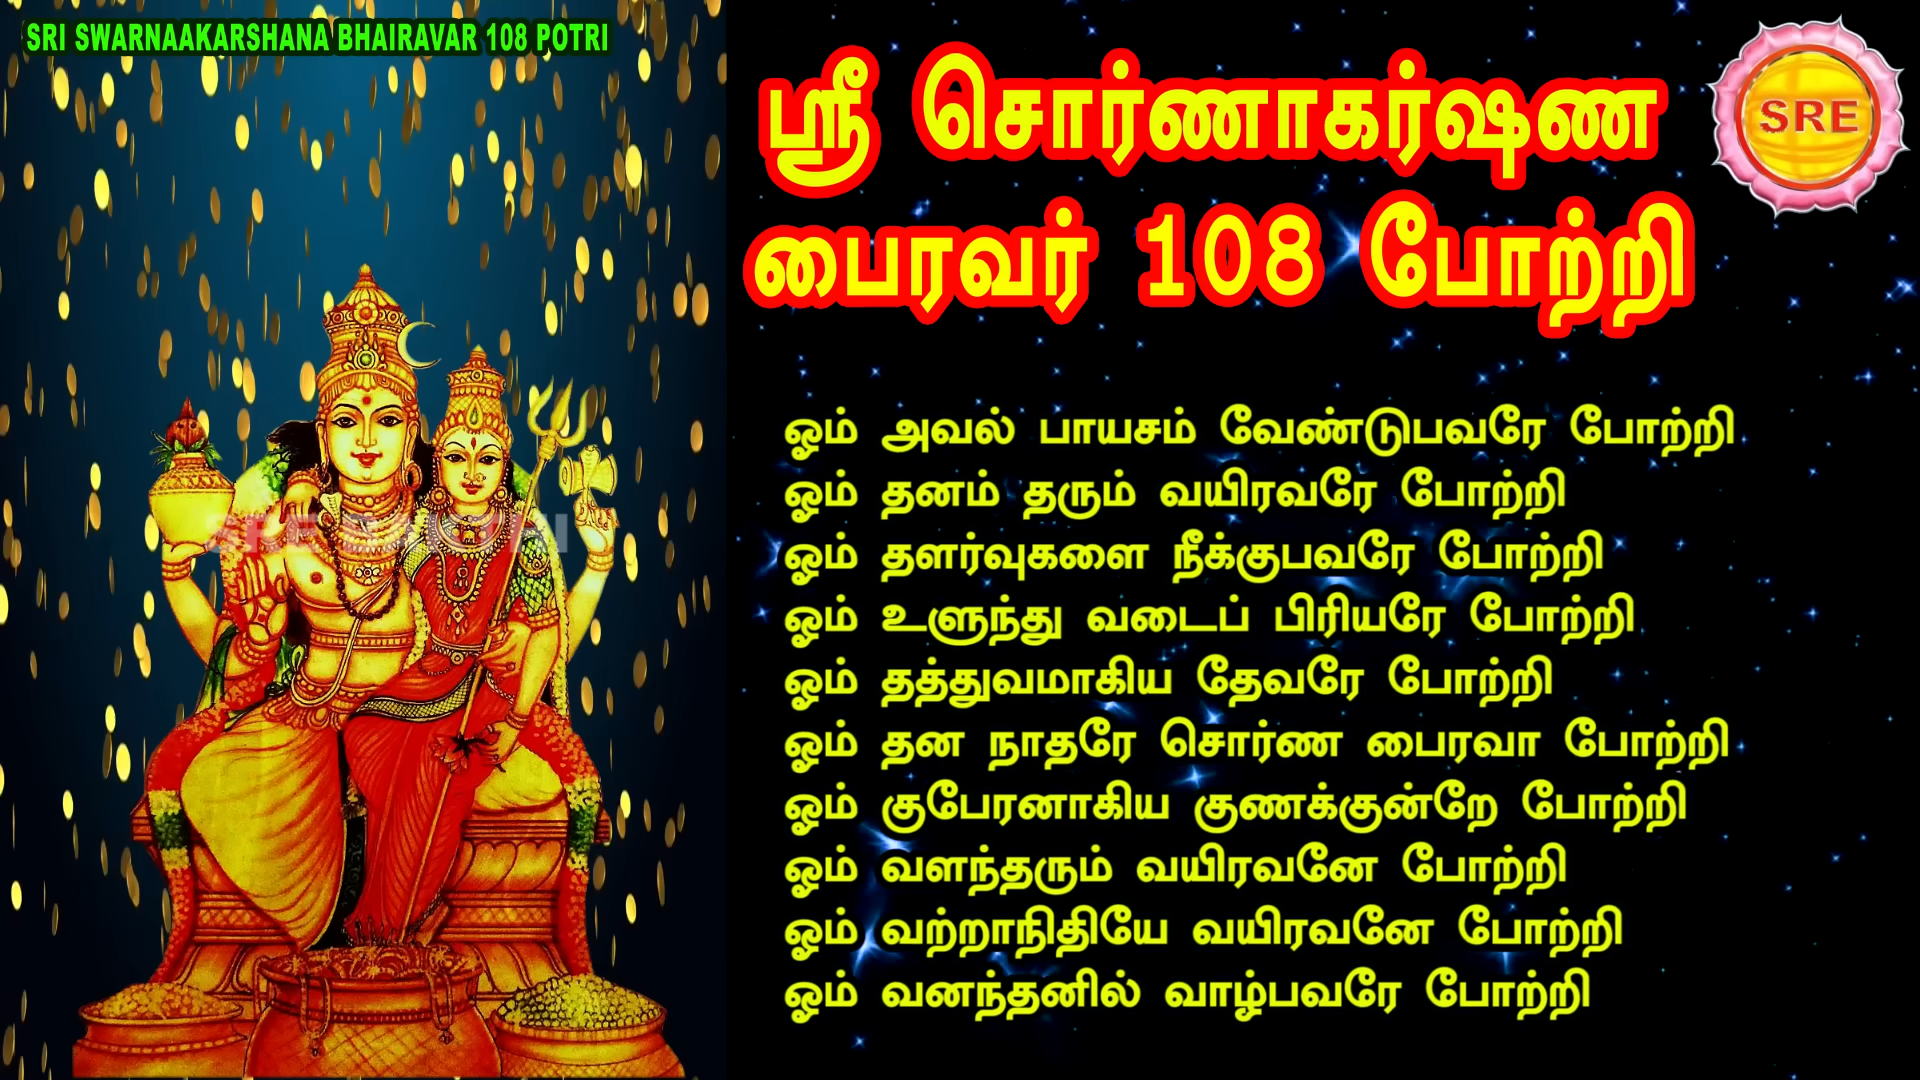 SRI SWARNAAKARSHANA BHAIRAVAR 108 POTRI
ஸ்ரீ சொர்ணாகர்ஷண
பைரவர் 108 போற்றி
SRE
ஓம் அவல் பாயசம் வேண்டுபவரே போற்றி
ஓம் தனம் தரும் வயிரவரே போற்றி
ஓம் தளர்வுகளை நீக்குபவரே போற்றி
ஓம் உளுந்து வடைப் பிரியரே போற்றி
ஓம் தத்துவமாகிய தேவரே போற்றி
ஓம் தன நாதரே சொர்ண பைரவா போற்றி
ஓம் குபேரனாகிய குணக்குன்றே போற்றி
ஓம் வளந்தரும் வயிரவனே போற்றி
ஓம் வற்றாநிதியே வயிரவனே போற்றி
ஓம் வனந்தனில் வாழ்பவரே போற்றி
SRE